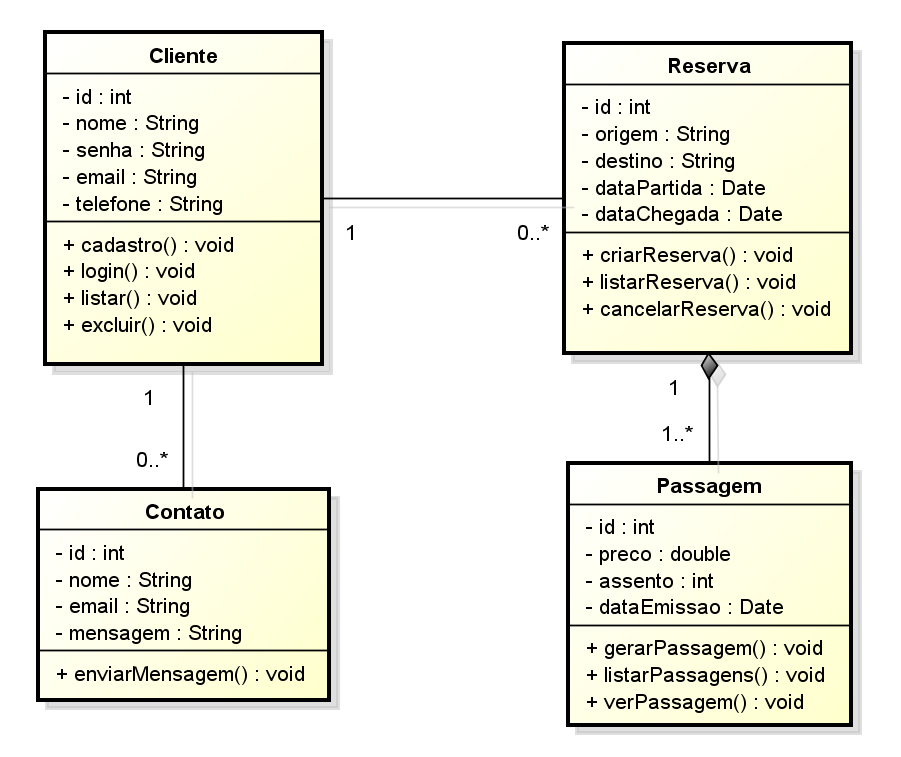 Cliente
- id : int
- nome : String
- senha : String
- email : String
- telefone : String
+ cadastro() : void
+ login() : void
+ listar() : void
+ excluir() : void
Reserva
- id : int
- origem : String
- destino : String
- dataPartida : Date
- dataChegada : Date
+ criarReserva() : void
+ listarReserva() : void
+ cancelarReserva() : void
1
0..*
1
0..*
1
1..*
Contato
- id : int
- nome : String
- email : String
- mensagem : String
+ enviarMensagem() : void
Passagem
- id : int
- preco : double
- assento : int
- dataEmissao : Date
+ gerarPassagem() : void
+ listarPassagens() : void
+ verPassagem() : void